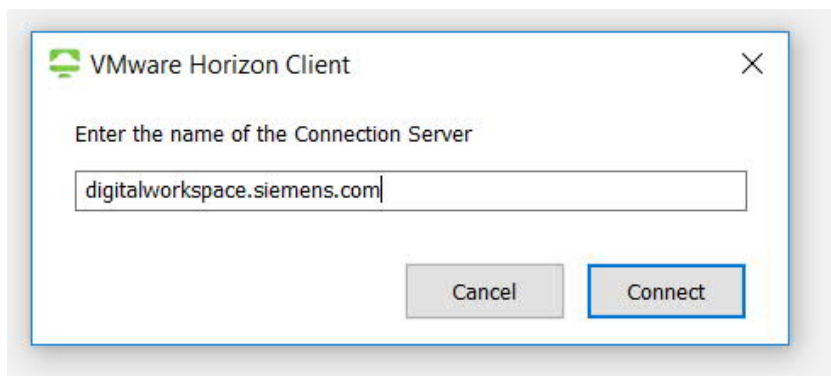 VMware Horizon Client
Enter the name of the Connection Server
digitalworkspace.siemens.com
Cancel Connect